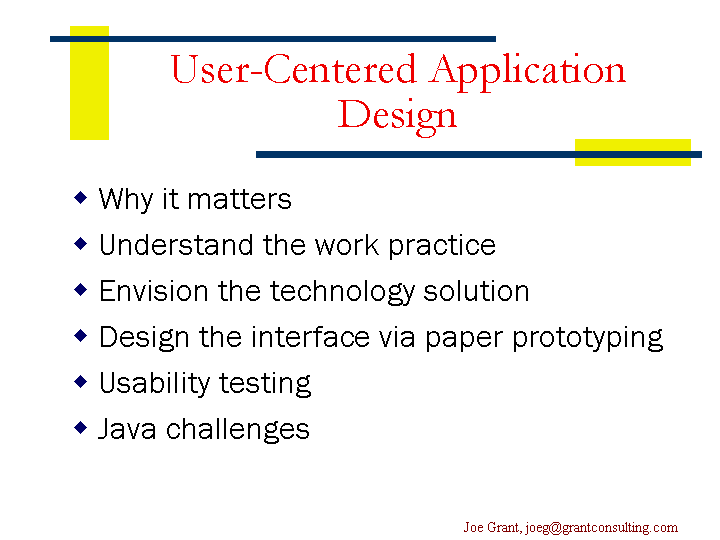 User-Centered Application
Design
Why it matters
Understand the work practice
Envision the technology solution
Design the interface via paper prototyping
Usability testing
Java challenges
Joe Grant, joeg@grantconsulting.com